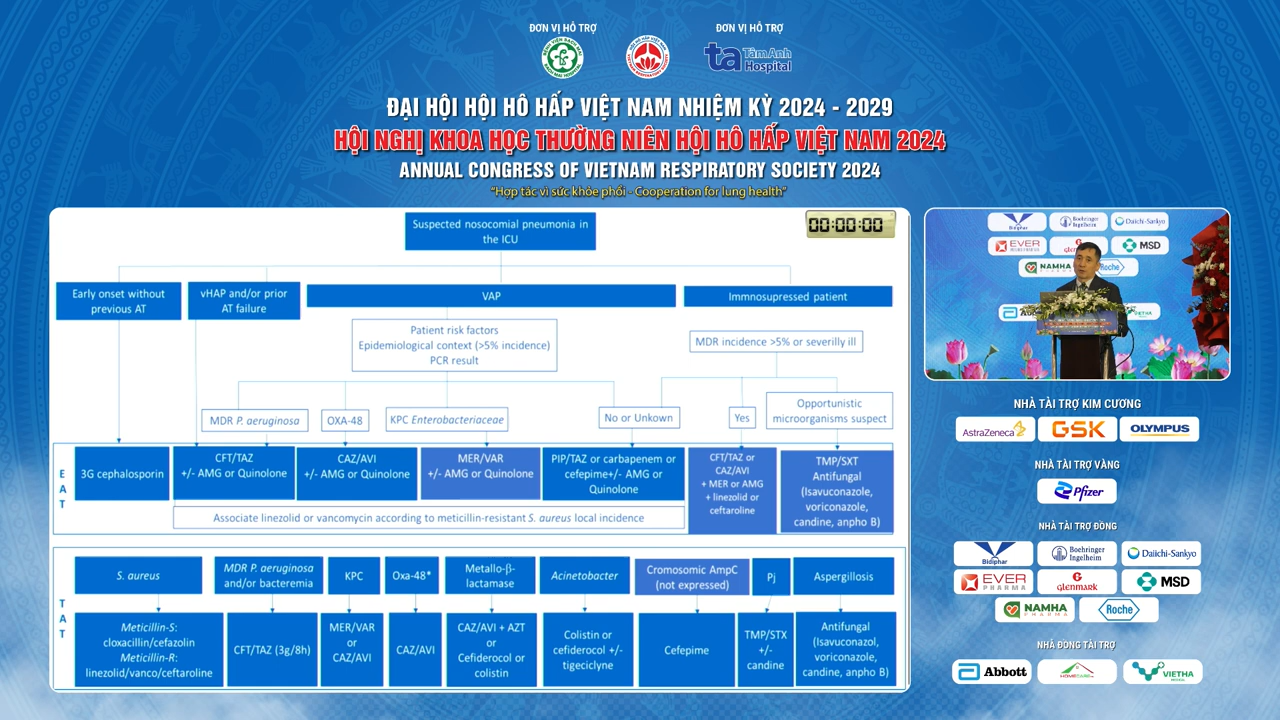 ĐƠN VỊ HỖ TRỢ
ĐƠN VỊ HỖ TRỢ
ta TâmAnh
Hospital
ĐẠI HỘI HỘI HÔ HẤP VIỆT NAM NHIỆM KỲ 2024 - 2029
HỘI NGHỊ KHOA HỌC THƯỜNG NIÊN HỘI HÔ HẤP VIỆT NAM 2024
ANNUAL CONGRESS OF VIETNAM RESPIRATORY SOCIETY 2024
"Hợp tác vì sức khỏe phổi - Cooperation for lung health"
Suspected nosocomial pneumonia in
the ICU
00:00:00
Early onset without
previous AT
vHAP and/or prior
AT failure
VAP
Immnosupressed patient
Patient risk factors
Epidemiological context (>5% incidence)
PCR result
MDR incidence >5% or severilly ill
MDR P. aeruginosa
OXA-48
KPC Enterobacteriaceae
No or Unkown
Yes
Opportunistic
microorganisms suspect
E
A
T
3G cephalosporin
CFT/TAZ
+/- AMG or Quinolone
CAZ/AVI
+/- AMG or Quinolone
MER/VAR
+/- AMG or Quinolone
PIP/TAZ or carbapenem or
cefepime+/- AMG or
Quinolone
CFT/TAZ or
CAZ/AVI
+ MER or AMG
+ linezolid or
ceftaroline
TMP/SXT
Antifungal
(Isavuconazole,
voriconazole,
candine, anpho B)
Associate linezolid or vancomycin according to meticillin-resistant S. aureus local incidence
T
A
T
S. aureus
MDR P. aeruginosa
and/or bacteremia
KPC
Oxa-48*
Metallo-β-
lactamase
Acinetobacter
Cromosomic AmpC
(not expressed)
Pj
Aspergillosis
Meticillin-S:
cloxacillin/cefazolin
Meticillin-R:
linezolid/vanco/ceftaroline
CFT/TAZ (3g/8h)
MER/VAR
or
CAZ/AVI
CAZ/AVI
CAZ/AVI + AZT
or
Cefiderocol or
colistin
Colistin or
cefiderocol +/-
tigeciclyne
Cefepime
TMP/STX
+/-
candine
Antifungal
(Isavuconazol,
voriconazole,
candine, anpho B)
Bidiphar
Boehringer
Ingelheim
Daiichi-Sankyo
EVER
MSD
NAMHA
Roche
NHÀ TÀI TRỢ KIM CƯƠNG
AstraZeneca
GSK
OLYMPUS
NHÀ TÀI TRỢ VÀNG
Pfizer
NHÀ TÀI TRỢ ĐỒNG
Bidiphar
Boehringer
Ingelheim
Daiichi-Sankyo
EVER
PHARMA
glenmark
MSD
NAMHA
PHARMA
Roche
NHÀ ĐỒNG TÀI TRỢ
Abbott
HOMECARE
VIETHA
MEDICAL